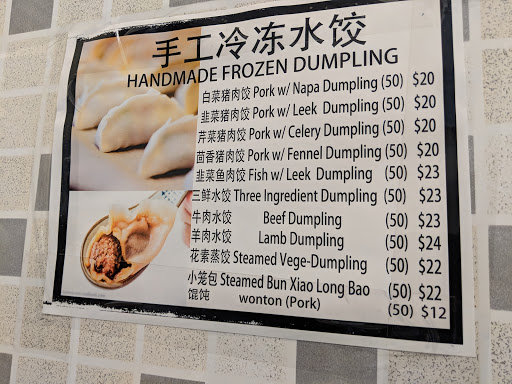 手工冷冻水饺
HANDMADE FROZEN DUMPLING
白菜猪肉饺 Pork w/ Napa Dumpling (50) $20
韭菜猪肉饺 Pork w/ Leek Dumpling (50) $20
芹菜猪肉饺 Pork w/ Celery Dumpling (50) $20
茴香猪肉饺 Pork w/ Fennel Dumpling (50) $20
韭菜鱼肉饺 Fish w/ Leek Dumpling (50) $23
三鲜水饺 Three Ingredient Dumpling (50) $23
牛肉水饺 Beef Dumpling (50) $23
羊肉水饺 Lamb Dumpling (50) $24
花素蒸饺 Steamed Vege-Dumpling (50) $22
小笼包 Steamed Bun Xiao Long Bao (50) $22
馄饨 wonton (Pork) (50) $12